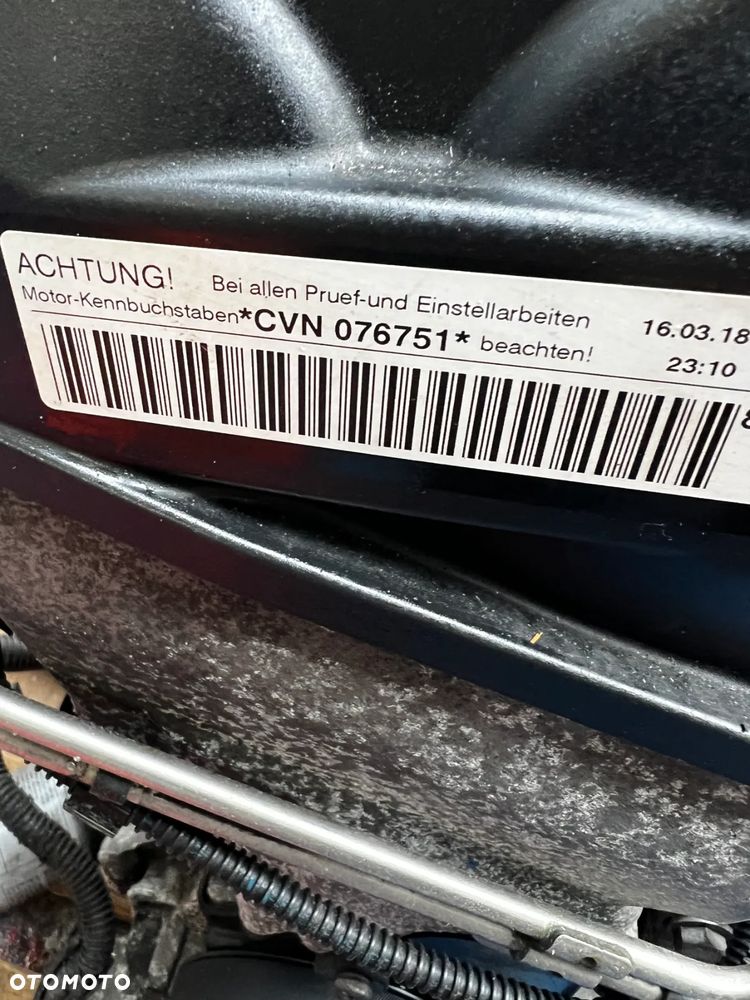 ACHTUNG! Bei allen Pruef-und Einstellarbeiten 16.03.18
Motor-Kennbuchstaben*CVN 076751* beachten! 23:10
OTOMOTO